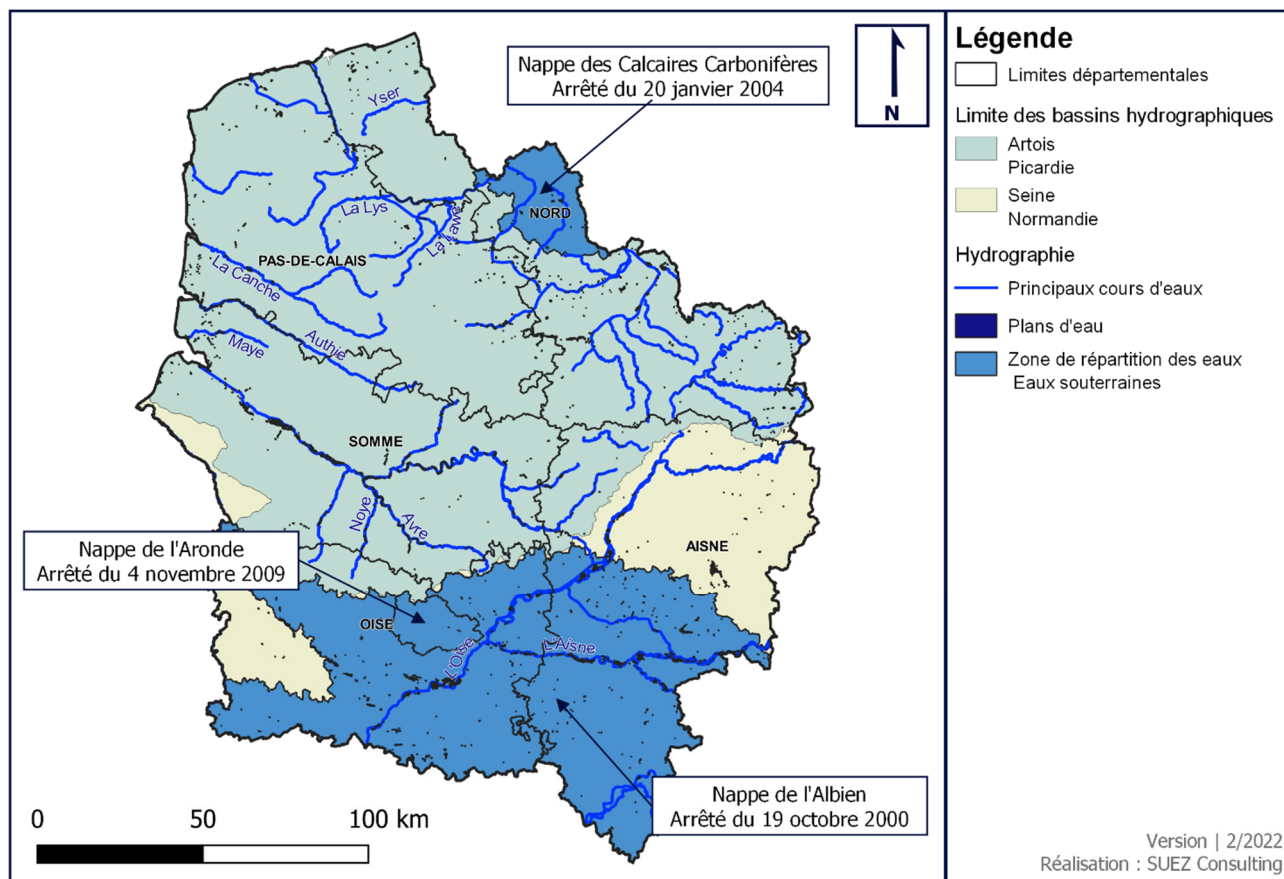 Nappe des Calcaires Carbonifères
Arrêté du 20 janvier 2004
N
Yser
La Lys
La Lawe
NORD
PAS-DE-CALAIS
La Canche
Authie
Maye
SOMME
Noye
Avre
AISNE
Nappe de l'Aronde
Arrêté du 4 novembre 2009
OISE
L'Oise
L'Aisne
Nappe de l'Albien
Arrêté du 19 octobre 2000
0 50 100 km
Légende
Limites départementales
Limite des bassins hydrographiques
Artois
Picardie
Seine
Normandie
Hydrographie
Principaux cours d'eaux
Plans d'eau
Zone de répartition des eaux
Eaux souterraines
Version | 2/2022
Réalisation : SUEZ Consulting